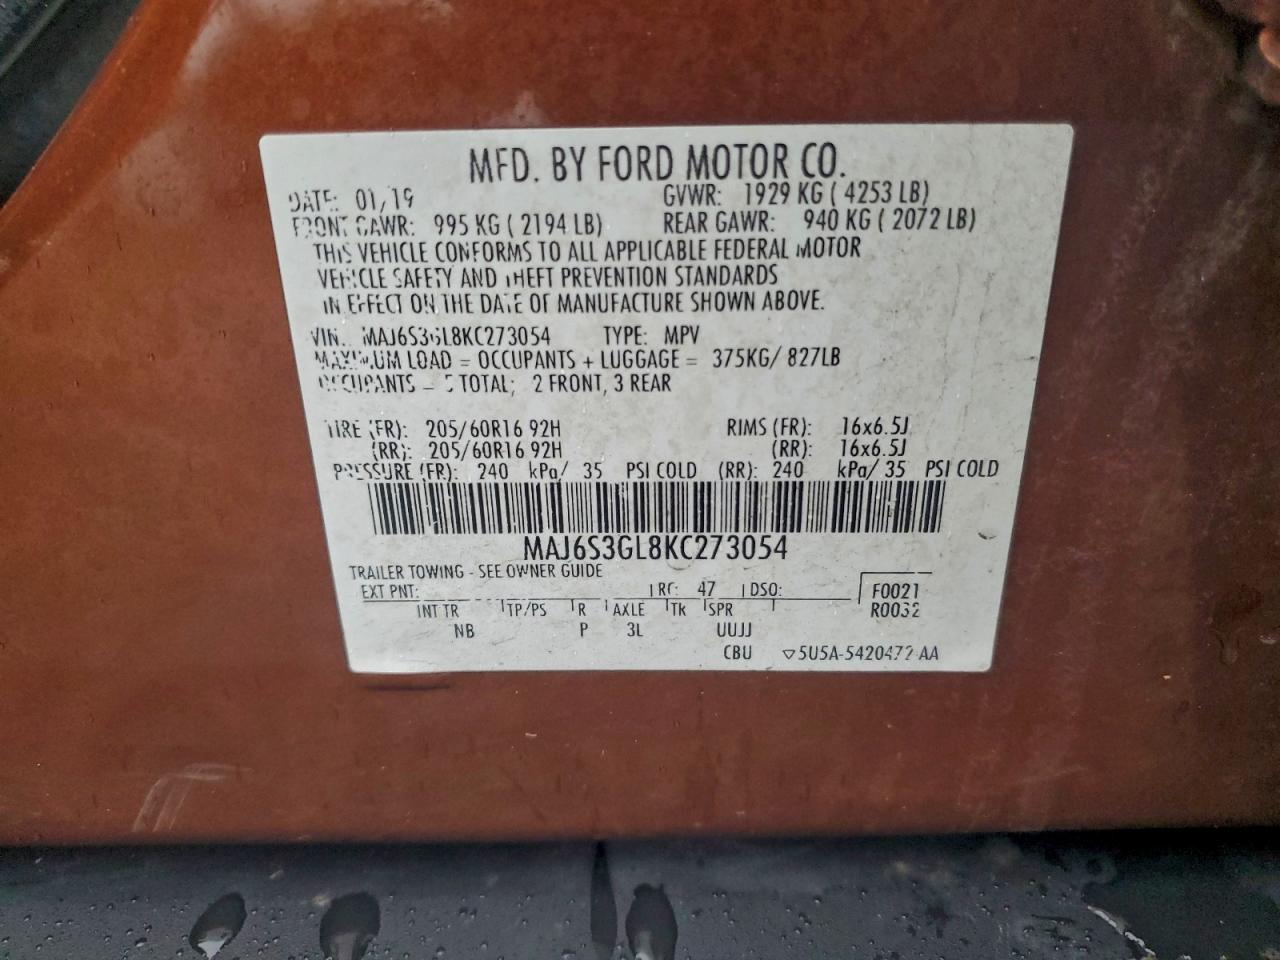 MFD. BY FORD MOTOR CO.
DATE: 01/19 GVWR: 1929 KG ( 4253 LB)
FRONT GAWR: 995 KG ( 2194 LB) REAR GAWR: 940 KG ( 2072 LB)
THIS VEHICLE CONFORMS TO ALL APPLICABLE FEDERAL MOTOR
VEHICLE SAFETY AND THEFT PREVENTION STANDARDS
IN EFFECT ON THE DATE OF MANUFACTURE SHOWN ABOVE.
VIN: MAJ6S3GL8KC273054 TYPE: MPV
MAXIMUM LOAD = OCCUPANTS + LUGGAGE = 375KG/ 827LB
OCCUPANTS = 5 TOTAL; 2 FRONT, 3 REAR
TIRE (FR): 205/60R16 92H RIMS (FR): 16x6.5J
(RR): 205/60R16 92H (RR): 16x6.5J
PRESSURE (FR): 240 kPa/ 35 PSI COLD (RR): 240 kPa/ 35 PSI COLD
MAJ6S3GL8KC273054
TRAILER TOWING - SEE OWNER GUIDE
EXT PNT: RC: 47 DSO: F0021
INT TR TP/PS R AXLE Tk SPR R0032
NB P 3L UUJJ
CBU ▽5U5A-5420472-AA